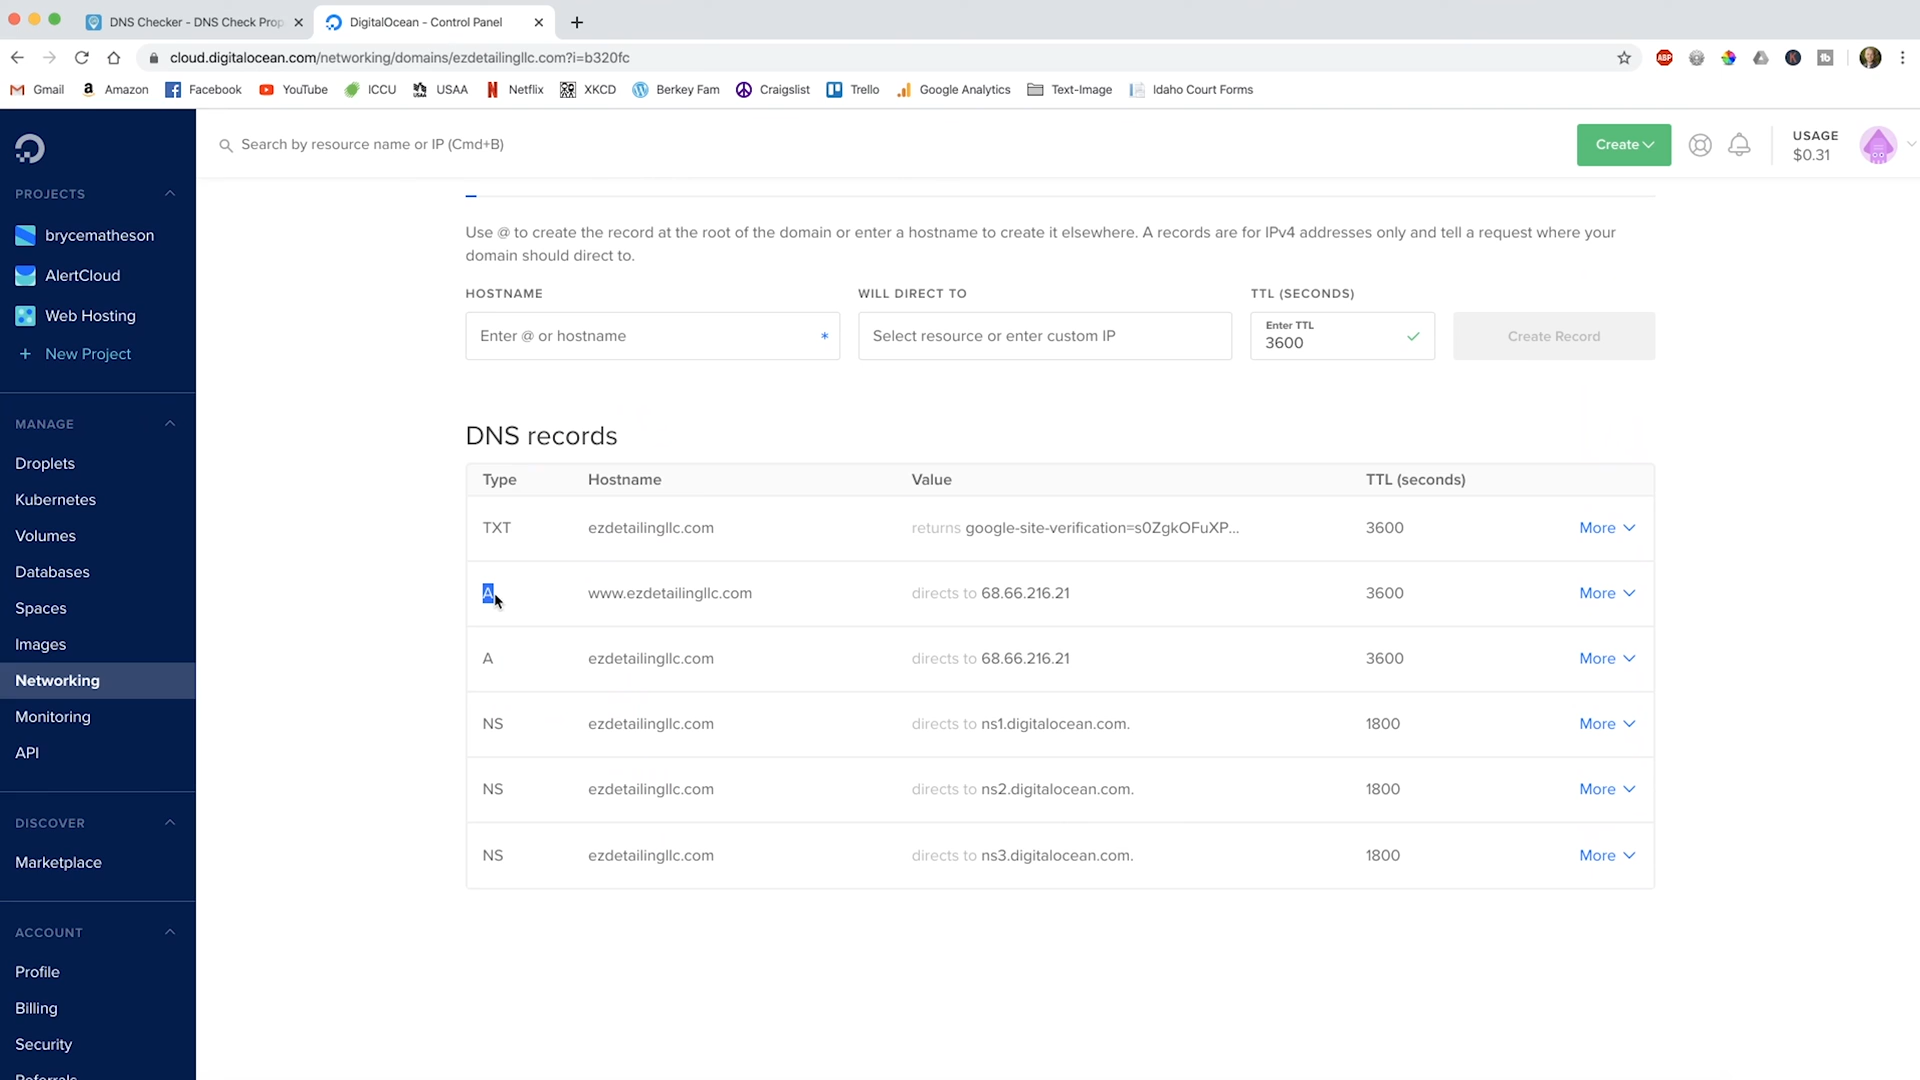 DNS Checker - DNS Check Prop
DigitalOcean - Control Panel
cloud.digitalocean.com/networking/domains/ezdetailingllc.com?i=b320fc
ABP
Gmail
Amazon
Facebook
YouTube
ICCU
USAA
Netflix
XKCD
Berkey Fam
Craigslist
Trello
Google Analytics
Text-Image
Idaho Court Forms
Search by resource name or IP (Cmd+B)
Create
USAGE
$0.31
PROJECTS
brycematheson
AlertCloud
Web Hosting
+ New Project
MANAGE
Droplets
Kubernetes
Volumes
Databases
Spaces
Images
Networking
Monitoring
API
DISCOVER
Marketplace
ACCOUNT
Profile
Billing
Security
Referrals
Use @ to create the record at the root of the domain or enter a hostname to create it elsewhere. A records are for IPv4 addresses only and tell a request where your
domain should direct to.
HOSTNAME WILL DIRECT TO TTL (SECONDS)
Enter @ or hostname *
Select resource or enter custom IP
Enter TTL
3600
Create Record
DNS records
Type Hostname Value TTL (seconds)
TXT ezdetailingllc.com returns google-site-verification=s0ZgkOFuXP... 3600 More
A www.ezdetailingllc.com directs to 68.66.216.21 3600 More
A ezdetailingllc.com directs to 68.66.216.21 3600 More
NS ezdetailingllc.com directs to ns1.digitalocean.com. 1800 More
NS ezdetailingllc.com directs to ns2.digitalocean.com. 1800 More
NS ezdetailingllc.com directs to ns3.digitalocean.com. 1800 More